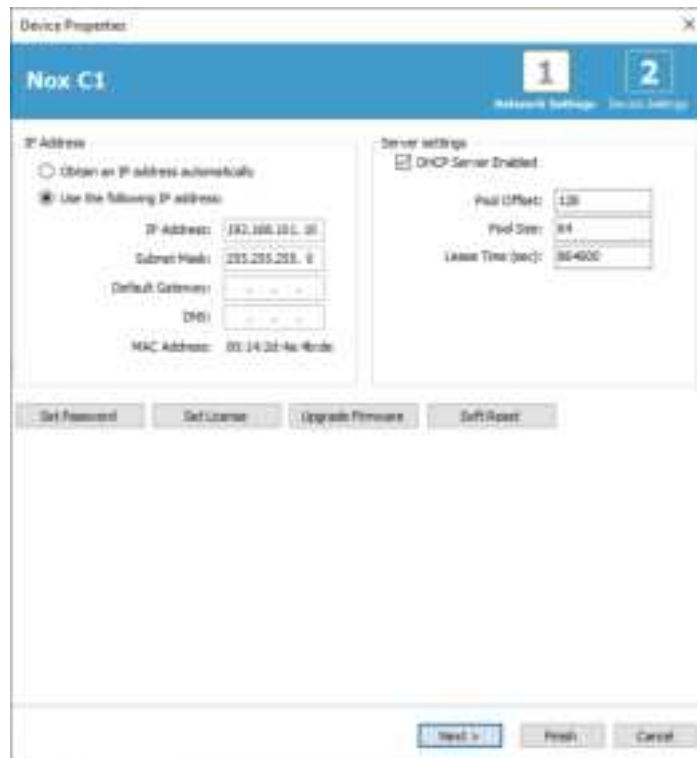 Device Properties
Nox C1
1
Network Settings
2
Device Settings
IP Address
Obtain an IP address automatically
Use the following IP address:
IP Address: 192.168.101. 10
Subnet Mask: 255.255.255. 0
Default Gateway:
DNS:
MAC Address:
Server settings
DHCP Server Enabled
Pool Offset: 128
Pool Size: 64
Lease Time (sec): 864000
Set Password
Set License
Upgrade Firmware
Soft Reset
Next >
Finish
Cancel